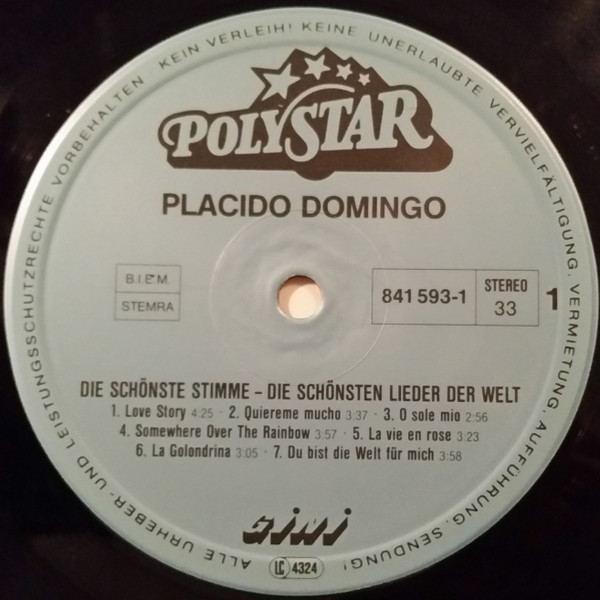 ALLE URHEBER- UND LEISTUNGSSCHUTZRECHTE VORBEHALTEN KEIN VERLEIH! KEINE UNERLAUBTE VERVIELFÄLTIGUNG, VERMIETUNG, AUFFÜHRUNG, SENDUNG!
POLYSTAR
PLACIDO DOMINGO
B.I.E.M.
STEMRA
841 593-1
STEREO
33
1
DIE SCHÖNSTE STIMME – DIE SCHÖNSTEN LIEDER DER WELT
1. Love Story 4:25 · 2. Quiereme mucho 3:37 · 3. O sole mio 2:56
4. Somewhere Over The Rainbow 3:57 · 5. La vie en rose 3:23
6. La Golondrina 3:05 · 7. Du bist die Welt für mich 3:58
LC 4324